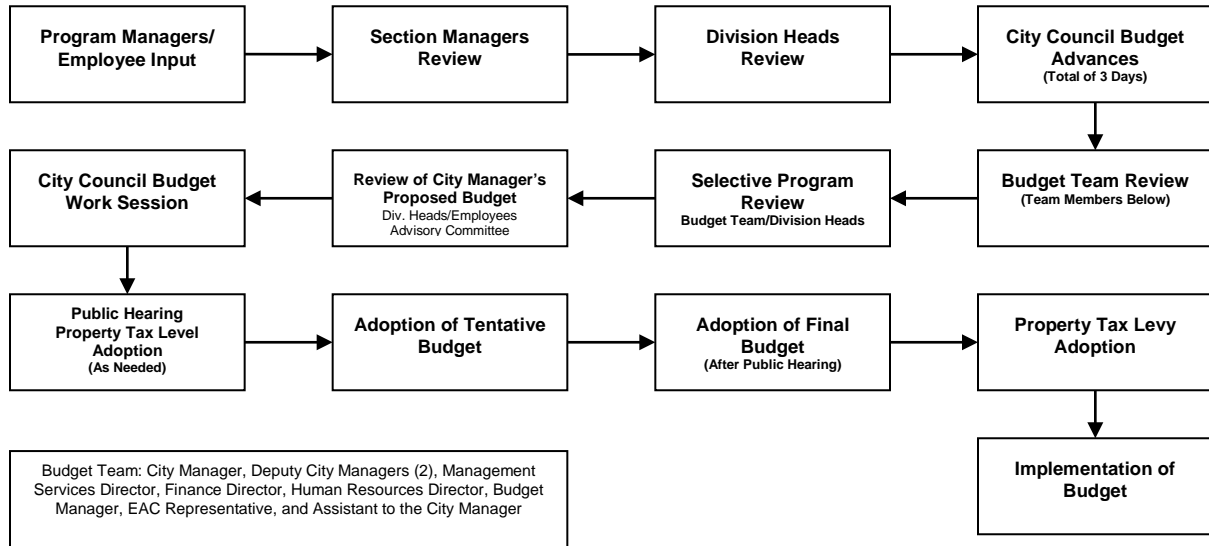 Program Managers/
Employee Input
Section Managers
Review
Division Heads
Review
City Council Budget
Advances
(Total of 3 Days)
Budget Team Review
(Team Members Below)
Selective Program
Review
Budget Team/Division Heads
Review of City Manager’s
Proposed Budget
Div. Heads/Employees
Advisory Committee
City Council Budget
Work Session
Public Hearing
Property Tax Level
Adoption
(As Needed)
Adoption of Tentative
Budget
Adoption of Final
Budget
(After Public Hearing)
Property Tax Levy
Adoption
Implementation of
Budget
Budget Team: City Manager, Deputy City Managers (2), Management
Services Director, Finance Director, Human Resources Director, Budget
Manager, EAC Representative, and Assistant to the City Manager